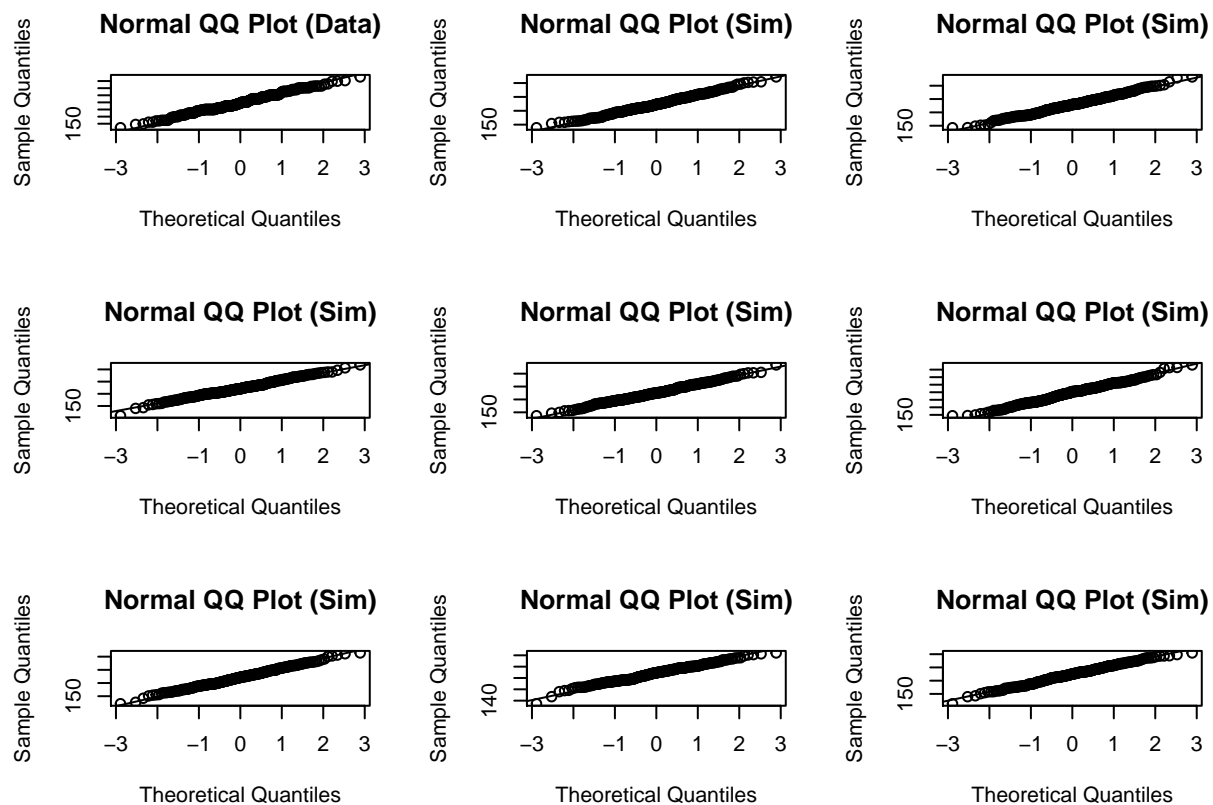 Normal QQ Plot (Data)
Sample Quantiles
150
−3 −1 0 1 2 3
Theoretical Quantiles
Normal QQ Plot (Sim)
Sample Quantiles
150
−3 −1 0 1 2 3
Theoretical Quantiles
Normal QQ Plot (Sim)
Sample Quantiles
150
−3 −1 0 1 2 3
Theoretical Quantiles
Normal QQ Plot (Sim)
Sample Quantiles
150
−3 −1 0 1 2 3
Theoretical Quantiles
Normal QQ Plot (Sim)
Sample Quantiles
150
−3 −1 0 1 2 3
Theoretical Quantiles
Normal QQ Plot (Sim)
Sample Quantiles
150
−3 −1 0 1 2 3
Theoretical Quantiles
Normal QQ Plot (Sim)
Sample Quantiles
150
−3 −1 0 1 2 3
Theoretical Quantiles
Normal QQ Plot (Sim)
Sample Quantiles
140
−3 −1 0 1 2 3
Theoretical Quantiles
Normal QQ Plot (Sim)
Sample Quantiles
150
−3 −1 0 1 2 3
Theoretical Quantiles